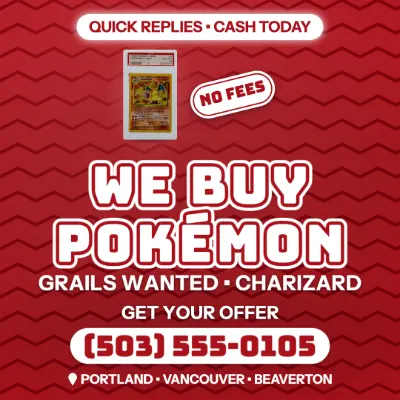 QUICK REPLIES • CASH TODAY
NO FEES
WE BUY
POKÉMON
GRAILS WANTED • CHARIZARD
GET YOUR OFFER
(503) 555-0105
PORTLAND • VANCOUVER • BEAVERTON